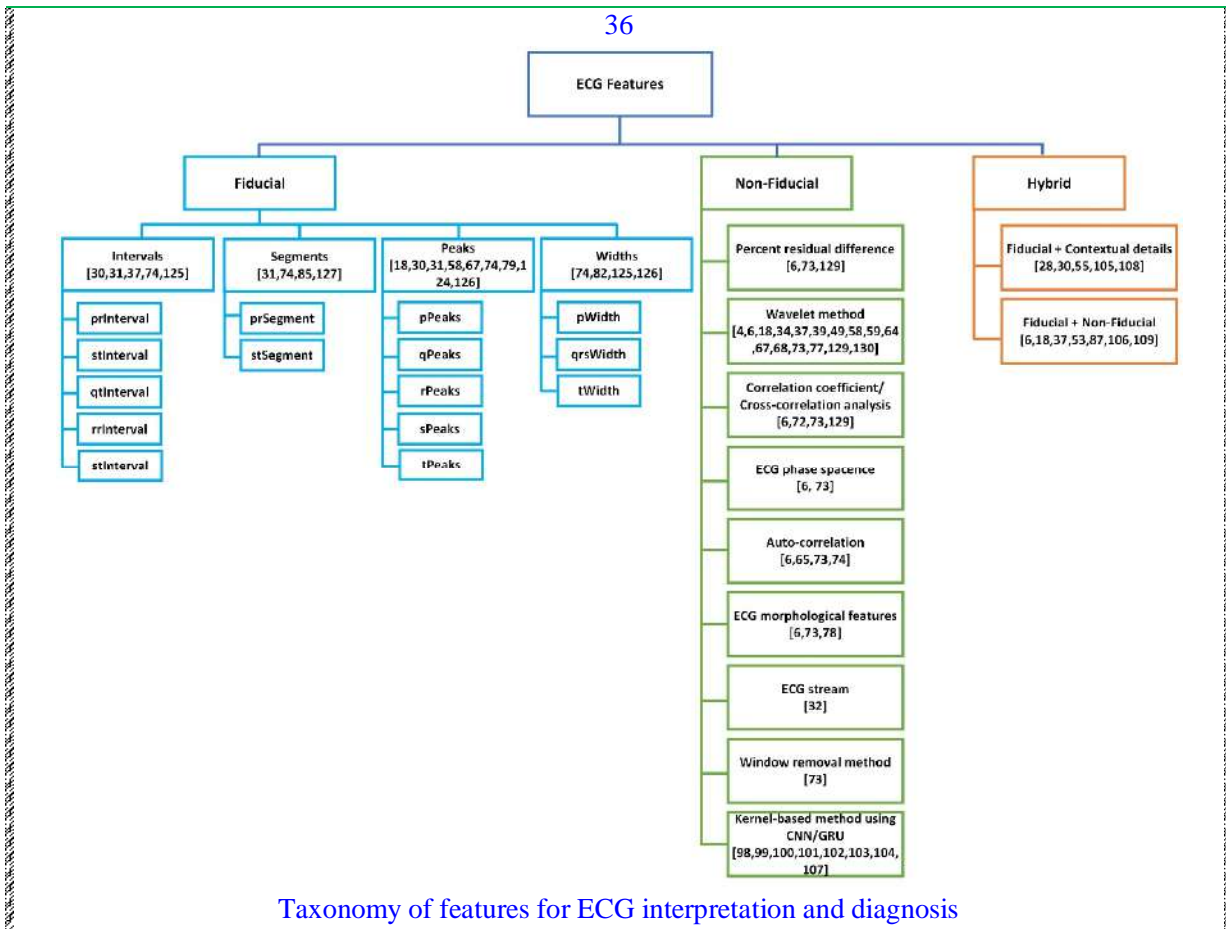 36
ECG Features
Fiducial
Non-Fiducial
Hybrid
Intervals
[30,31,37,74,125]
prInterval
stInterval
qtInterval
rrInterval
stInterval
Segments
[31,74,85,127]
prSegment
stSegment
Peaks
[18,30,31,58,67,74,79,1
24,126]
pPeaks
qPeaks
rPeaks
sPeaks
tPeaks
Widths
[74,82,125,126]
pWidth
qrsWidth
tWidth
Percent residual difference
[6,73,129]
Wavelet method
[4,6,18,34,37,39,49,58,59,64
,67,68,73,77,129,130]
Correlation coefficient/
Cross-correlation analysis
[6,72,73,129]
ECG phase spacence
[6, 73]
Auto-correlation
[6,65,73,74]
ECG morphological features
[6,73,78]
ECG stream
[32]
Window removal method
[73]
Kernel-based method using
CNN/GRU
[98,99,100,101,102,103,104,
107]
Fiducial + Contextual details
[28,30,55,105,108]
Fiducial + Non-Fiducial
[6,18,37,53,87,106,109]
Taxonomy of features for ECG interpretation and diagnosis